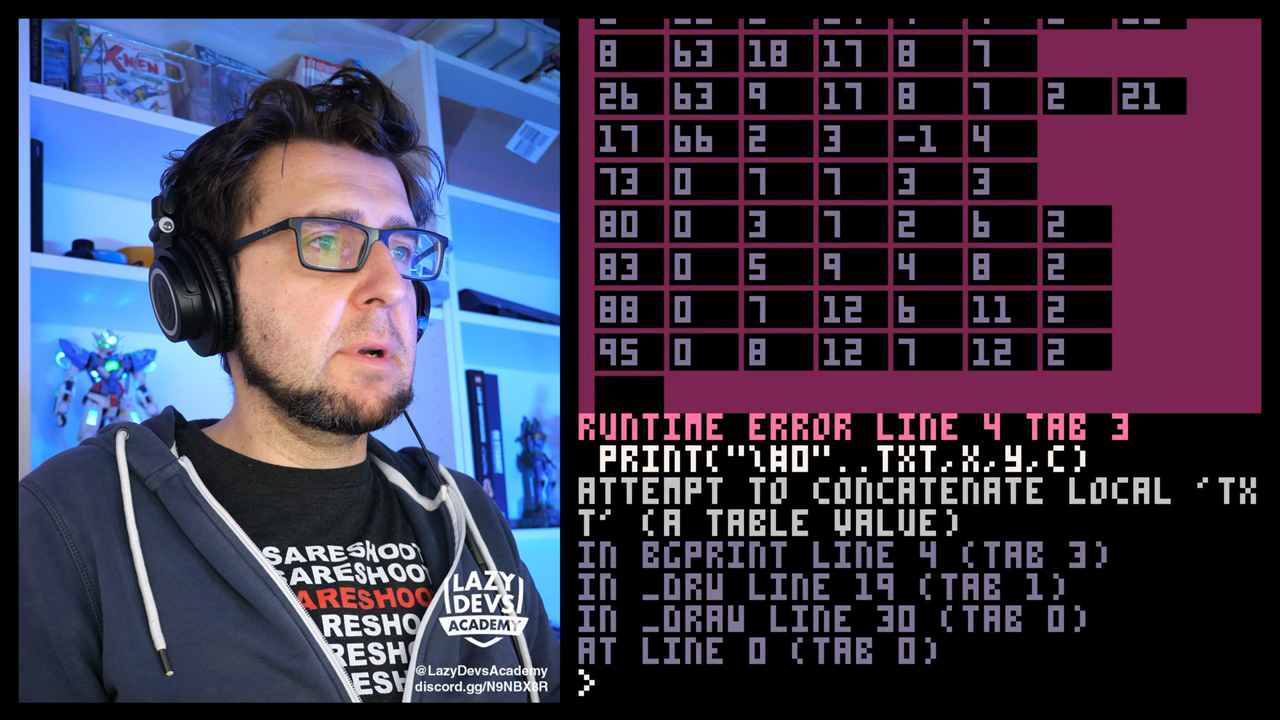 8 63 18 17 8 7
26 63 9 17 8 7 2 21
17 66 2 3 -1 4
73 0 7 7 3 3
80 0 3 7 2 6 2
83 0 5 9 4 8 2
88 0 7 12 6 11 2
95 0 8 12 7 12 2
RUNTIME ERROR LINE 4 TAB 3
PRINT("\#0"..TXT,X,Y,C)
ATTEMPT TO CONCATENATE LOCAL 'TX
T' (A TABLE VALUE)
IN BGPRINT LINE 4 (TAB 3)
IN _DRW LINE 19 (TAB 1)
IN _DRAW LINE 30 (TAB 0)
AT LINE 0 (TAB 0)
>
X-MEN
SARESHOOT
SARESHOOT
ARESHOO
ARESHO
RESHO
ESH
LAZY
DEVS
ACADEMY
@LazyDevsAcademy
discord.gg/N9NBX8R